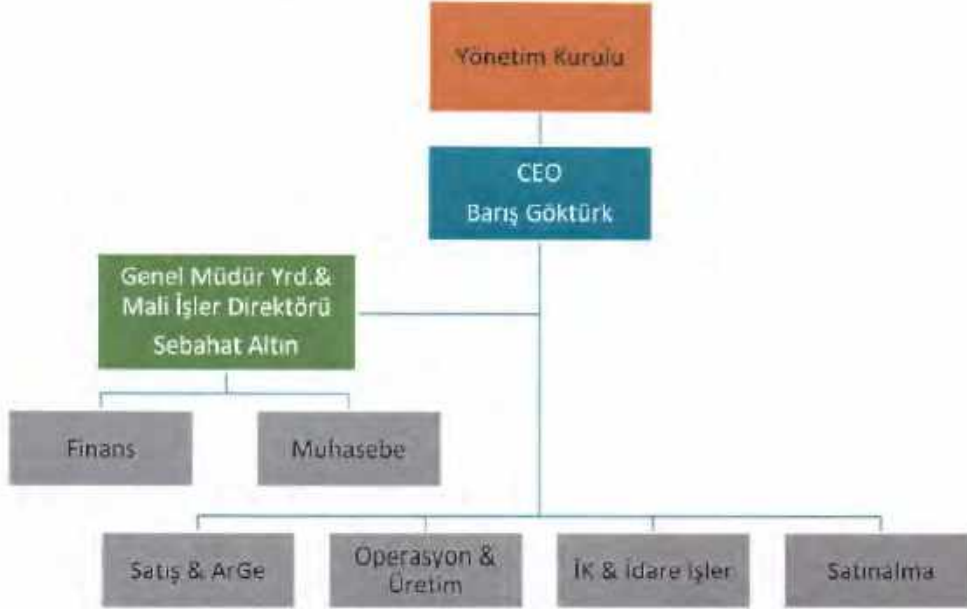 Yönetim Kurulu
CEO
Barış Göktürk
Genel Müdür Yrd.&
Mali İşler Direktörü
Sebahat Altın
Finans
Muhasebe
Satış & ArGe
Operasyon &
Üretim
İK & İdare İşler
Satınalma